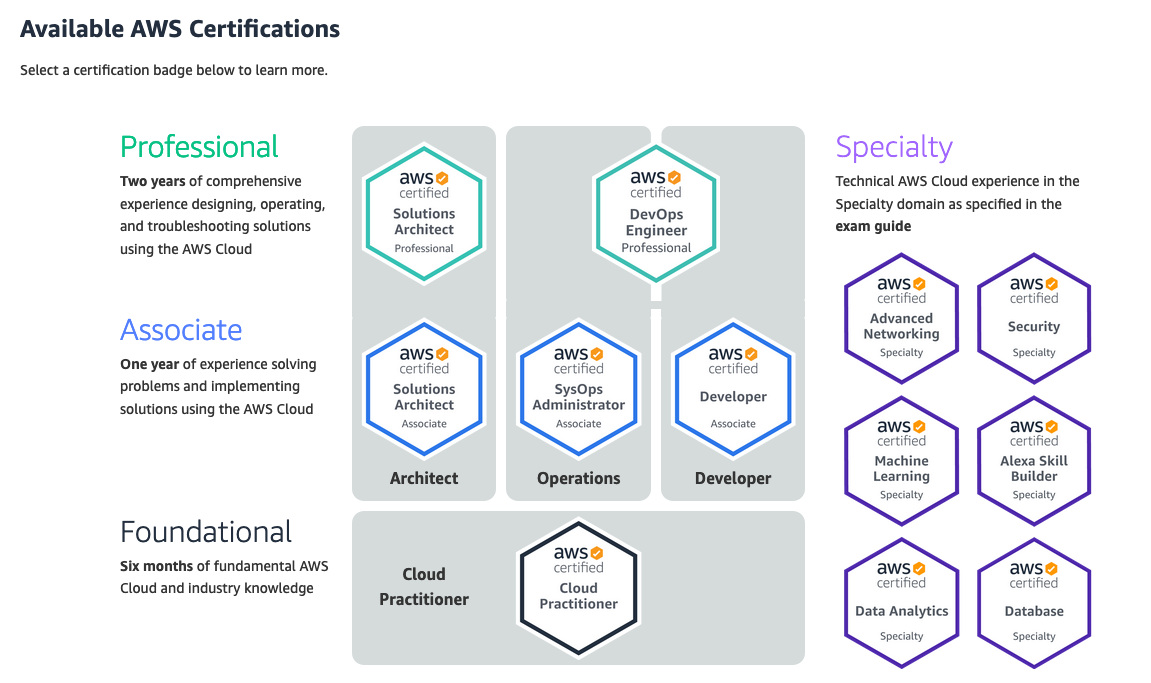 Available AWS Certifications
Select a certification badge below to learn more.
Professional
Two years of comprehensive
experience designing, operating,
and troubleshooting solutions
using the AWS Cloud
aws
certified
Solutions
Architect
Professional
aws
certified
DevOps
Engineer
Professional
Associate
One year of experience solving
problems and implementing
solutions using the AWS Cloud
aws
certified
Solutions
Architect
Associate
Architect
aws
certified
SysOps
Administrator
Associate
Operations
aws
certified
Developer
Associate
Developer
Foundational
Six months of fundamental AWS
Cloud and industry knowledge
Cloud
Practitioner
aws
certified
Cloud
Practitioner
Specialty
Technical AWS Cloud experience in the
Specialty domain as specified in the
exam guide
aws
certified
Advanced
Networking
Specialty
aws
certified
Security
Specialty
aws
certified
Machine
Learning
Specialty
aws
certified
Alexa Skill
Builder
Specialty
aws
certified
Data Analytics
Specialty
aws
certified
Database
Specialty